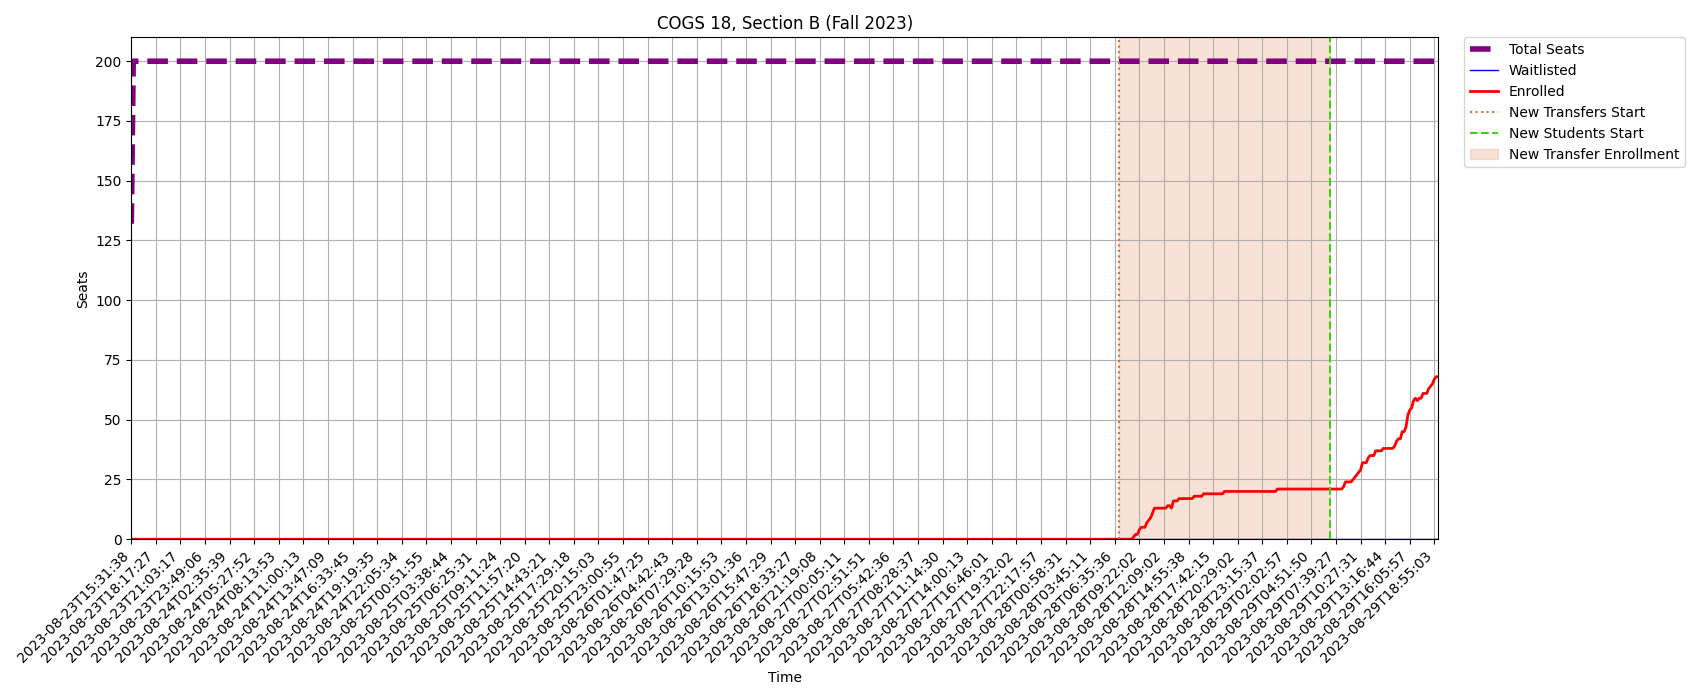 COGS 18, Section B (Fall 2023)
Total Seats
Waitlisted
Enrolled
New Transfers Start
New Students Start
New Transfer Enrollment
Seats
200
175
150
125
100
75
50
25
0
2023-08-23T15:31:38
2023-08-23T18:17:27
2023-08-23T21:03:17
2023-08-23T23:49:06
2023-08-24T02:35:39
2023-08-24T05:27:52
2023-08-24T08:13:53
2023-08-24T11:00:13
2023-08-24T13:47:09
2023-08-24T16:33:45
2023-08-24T19:19:35
2023-08-24T22:05:34
2023-08-25T00:51:55
2023-08-25T03:38:44
2023-08-25T06:25:31
2023-08-25T09:11:24
2023-08-25T11:57:20
2023-08-25T14:43:21
2023-08-25T17:29:18
2023-08-25T20:15:03
2023-08-25T23:00:55
2023-08-26T01:47:25
2023-08-26T04:42:43
2023-08-26T07:29:28
2023-08-26T10:15:53
2023-08-26T13:01:36
2023-08-26T15:47:29
2023-08-26T18:33:27
2023-08-26T21:19:08
2023-08-27T00:05:11
2023-08-27T02:51:51
2023-08-27T05:42:36
2023-08-27T08:28:37
2023-08-27T11:14:30
2023-08-27T14:00:13
2023-08-27T16:46:01
2023-08-27T19:32:02
2023-08-27T22:17:57
2023-08-28T00:58:31
2023-08-28T03:45:11
2023-08-28T06:35:36
2023-08-28T09:22:02
2023-08-28T12:09:02
2023-08-28T14:55:38
2023-08-28T17:42:15
2023-08-28T20:29:02
2023-08-28T23:15:37
2023-08-29T02:02:57
2023-08-29T04:51:50
2023-08-29T07:39:27
2023-08-29T10:27:31
2023-08-29T13:16:44
2023-08-29T16:05:57
2023-08-29T18:55:03
Time